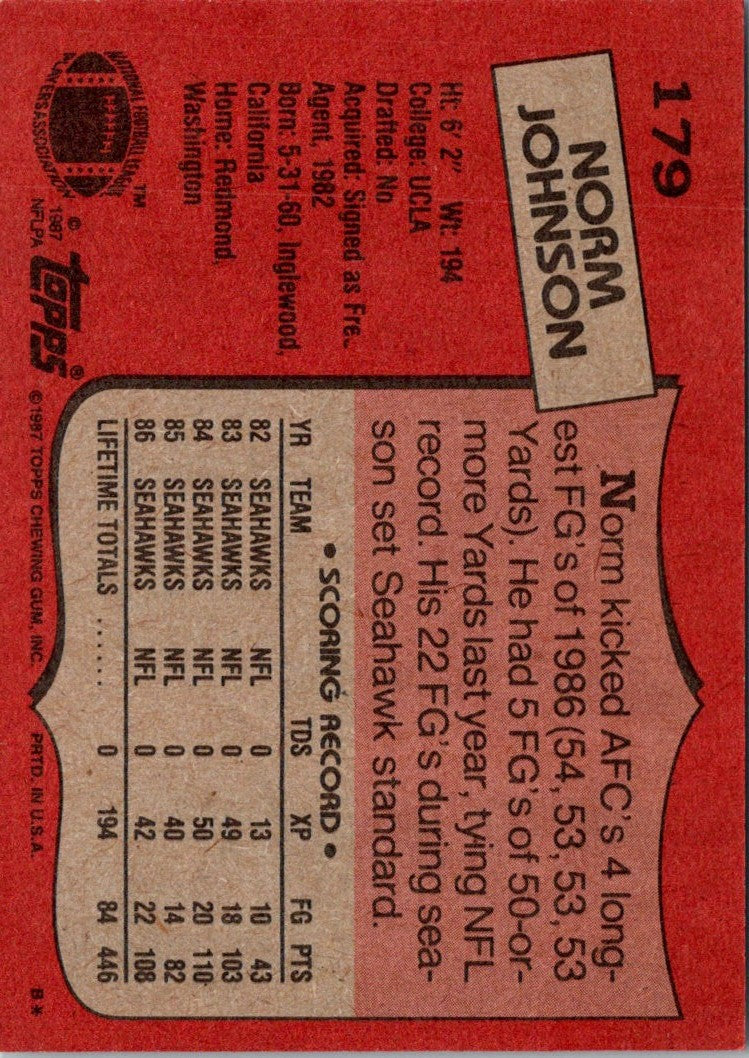 179
NORM
JOHNSON
Ht: 6' 2" Wt: 194
College: UCLA
Drafted: No
Acquired: Signed as Fre.
Agent, 1982
Born: 5-31-60, Inglewood,
California
Home: Redmond,
Washington
NATIONAL FOOTBALL LEAGUE
PLAYERS ASSOCIATION
TM
© 1987
NFLPA
topps®
Norm kicked AFC's 4 long-
est FG's of 1986 (54, 53, 53, 53
Yards). He had 5 FG's of 50-or-
more Yards last year, tying NFL
record. His 22 FG's during sea-
son set Seahawk standard.
• SCORING RECORD •
YR TEAM TDS XP FG PTS
82 SEAHAWKS NFL 0 13 10 43
83 SEAHAWKS NFL 0 49 18 103
84 SEAHAWKS NFL 0 50 20 110
85 SEAHAWKS NFL 0 40 14 82
86 SEAHAWKS NFL 0 42 22 108
LIFETIME TOTALS ...... 0 194 84 446
©1987 TOPPS CHEWING GUM, INC. PRTD. IN U.S.A. B*